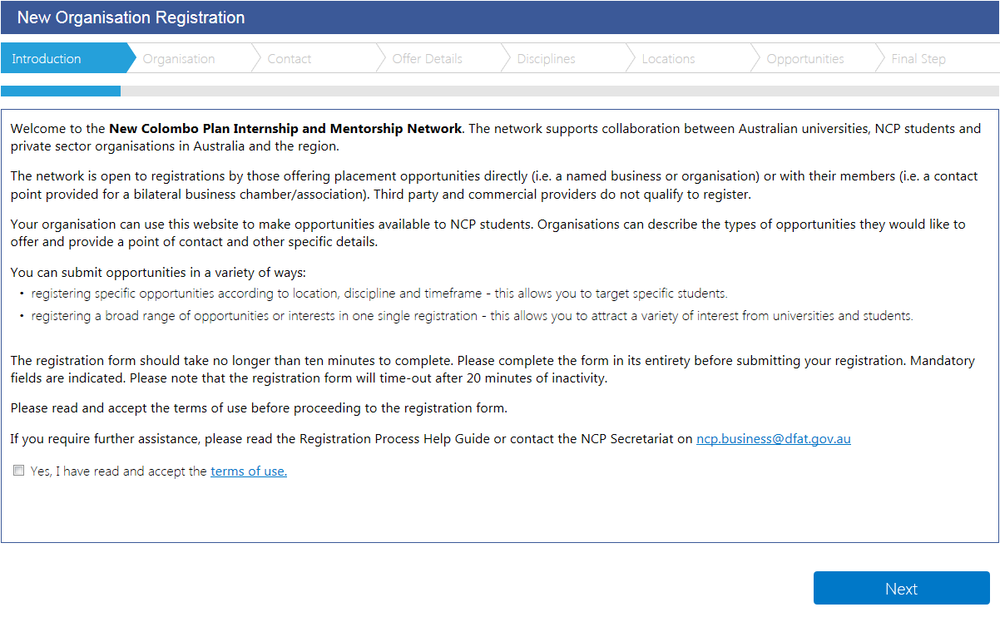 New Organisation Registration
Introduction
Organisation
Contact
Offer Details
Disciplines
Locations
Opportunities
Final Step
Welcome to the New Colombo Plan Internship and Mentorship Network. The network supports collaboration between Australian universities, NCP students and
private sector organisations in Australia and the region.
The network is open to registrations by those offering placement opportunities directly (i.e. a named business or organisation) or with their members (i.e. a contact
point provided for a bilateral business chamber/association). Third party and commercial providers do not qualify to register.
Your organisation can use this website to make opportunities available to NCP students. Organisations can describe the types of opportunities they would like to
offer and provide a point of contact and other specific details.
You can submit opportunities in a variety of ways:
• registering specific opportunities according to location, discipline and timeframe - this allows you to target specific students.
• registering a broad range of opportunities or interests in one single registration - this allows you to attract a variety of interest from universities and students.
The registration form should take no longer than ten minutes to complete. Please complete the form in its entirety before submitting your registration. Mandatory
fields are indicated. Please note that the registration form will time-out after 20 minutes of inactivity.
Please read and accept the terms of use before proceeding to the registration form.
If you require further assistance, please read the Registration Process Help Guide or contact the NCP Secretariat on ncp.business@dfat.gov.au
Yes, I have read and accept the terms of use.
Next